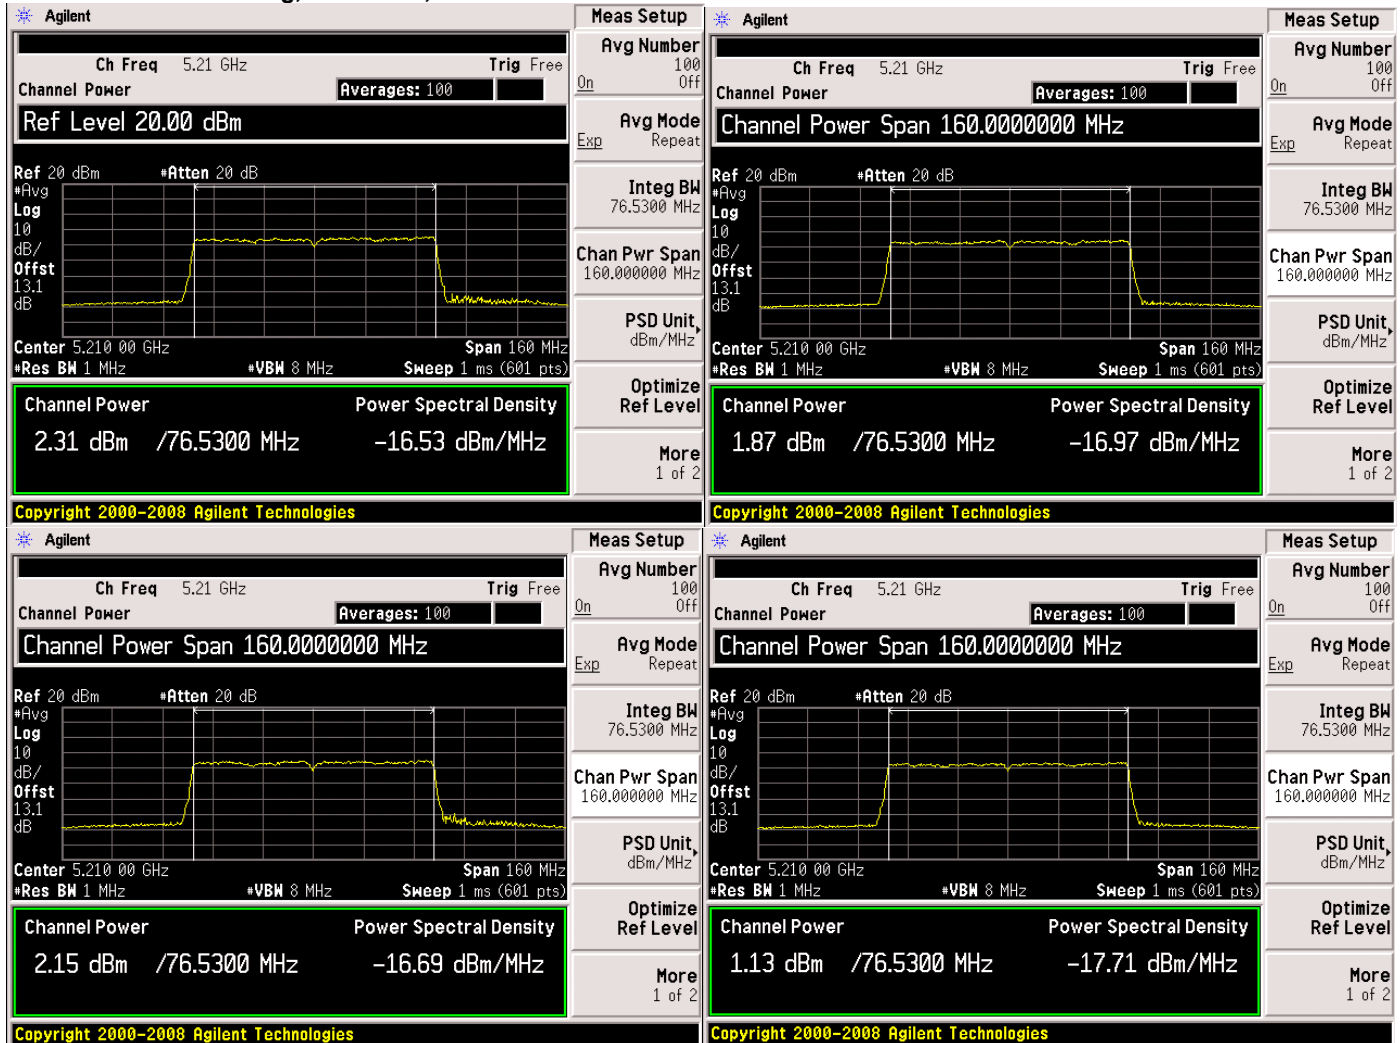 Agilent
Meas Setup
Ch Freq 5.21 GHz Trig Free
Channel Power Averages: 100
Ref Level 20.00 dBm
Ref 20 dBm #Atten 20 dB
#Avg
Log
10
dB/
Offst
13.1
dB
Center 5.210 00 GHz Span 160 MHz
#Res BW 1 MHz #VBW 8 MHz Sweep 1 ms (601 pts)
Channel Power Power Spectral Density
2.31 dBm /76.5300 MHz -16.53 dBm/MHz
Avg Number
100
On Off
Avg Mode
Exp Repeat
Integ BW
76.5300 MHz
Chan Pwr Span
160.000000 MHz
PSD Unit
dBm/MHz
Optimize
Ref Level
More
1 of 2
Copyright 2000-2008 Agilent Technologies
Agilent
Meas Setup
Ch Freq 5.21 GHz Trig Free
Channel Power Averages: 100
Channel Power Span 160.0000000 MHz
Ref 20 dBm #Atten 20 dB
#Avg
Log
10
dB/
Offst
13.1
dB
Center 5.210 00 GHz Span 160 MHz
#Res BW 1 MHz #VBW 8 MHz Sweep 1 ms (601 pts)
Channel Power Power Spectral Density
1.87 dBm /76.5300 MHz -16.97 dBm/MHz
Avg Number
100
On Off
Avg Mode
Exp Repeat
Integ BW
76.5300 MHz
Chan Pwr Span
160.000000 MHz
PSD Unit
dBm/MHz
Optimize
Ref Level
More
1 of 2
Copyright 2000-2008 Agilent Technologies
Agilent
Meas Setup
Ch Freq 5.21 GHz Trig Free
Channel Power Averages: 100
Channel Power Span 160.0000000 MHz
Ref 20 dBm #Atten 20 dB
#Avg
Log
10
dB/
Offst
13.1
dB
Center 5.210 00 GHz Span 160 MHz
#Res BW 1 MHz #VBW 8 MHz Sweep 1 ms (601 pts)
Channel Power Power Spectral Density
2.15 dBm /76.5300 MHz -16.69 dBm/MHz
Avg Number
100
On Off
Avg Mode
Exp Repeat
Integ BW
76.5300 MHz
Chan Pwr Span
160.000000 MHz
PSD Unit
dBm/MHz
Optimize
Ref Level
More
1 of 2
Copyright 2000-2008 Agilent Technologies
Agilent
Meas Setup
Ch Freq 5.21 GHz Trig Free
Channel Power Averages: 100
Channel Power Span 160.0000000 MHz
Ref 20 dBm #Atten 20 dB
#Avg
Log
10
dB/
Offst
13.1
dB
Center 5.210 00 GHz Span 160 MHz
#Res BW 1 MHz #VBW 8 MHz Sweep 1 ms (601 pts)
Channel Power Power Spectral Density
1.13 dBm /76.5300 MHz -17.71 dBm/MHz
Avg Number
100
On Off
Avg Mode
Exp Repeat
Integ BW
76.5300 MHz
Chan Pwr Span
160.000000 MHz
PSD Unit
dBm/MHz
Optimize
Ref Level
More
1 of 2
Copyright 2000-2008 Agilent Technologies